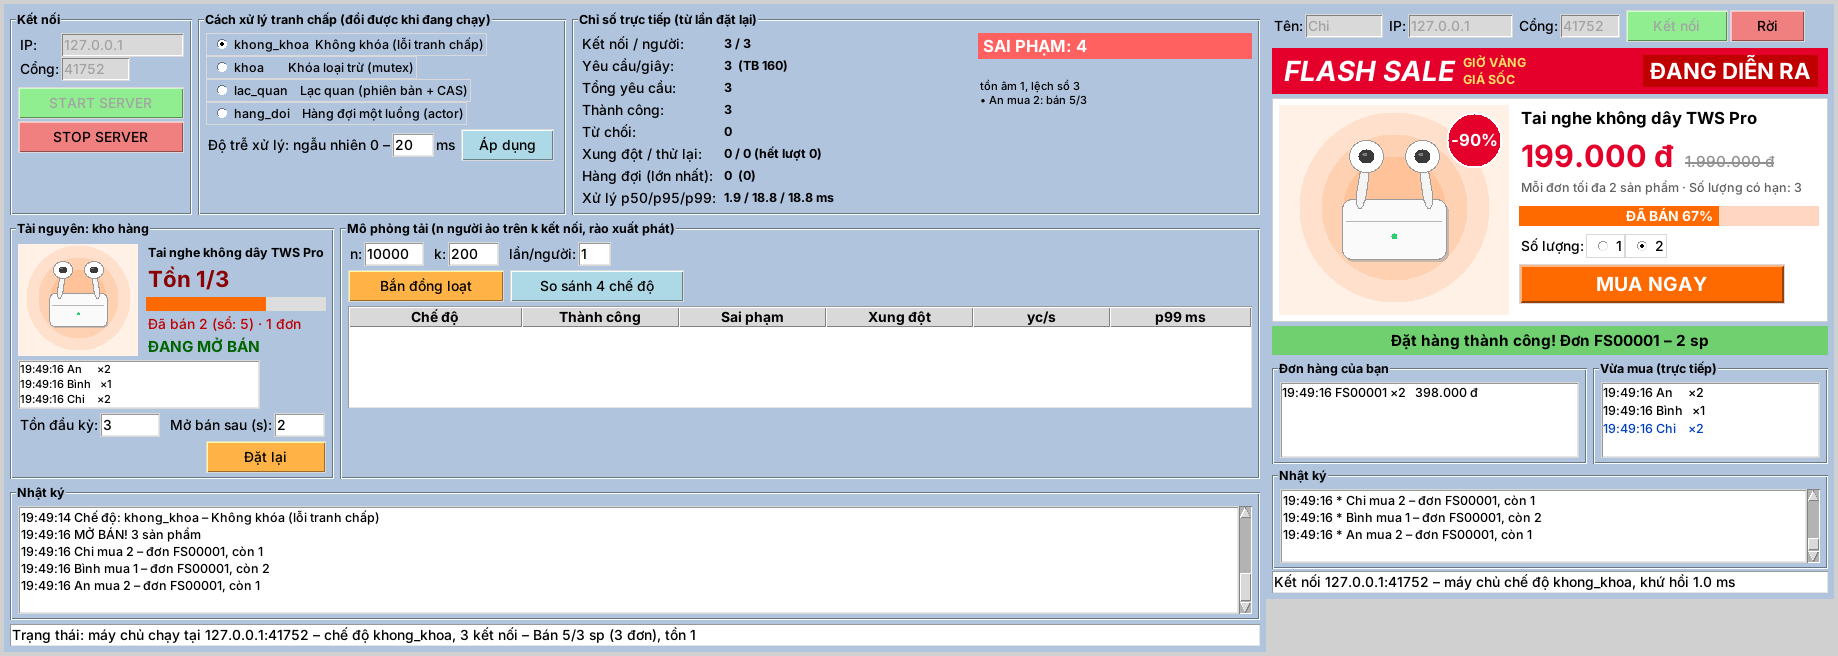 Kết nối
IP: 127.0.0.1
Cổng: 41752
START SERVER
STOP SERVER
Cách xử lý tranh chấp (đổi được khi đang chạy)
khong_khoa Không khóa (lỗi tranh chấp)
khoa Khóa loại trừ (mutex)
lac_quan Lạc quan (phiên bản + CAS)
hang_doi Hàng đợi một luồng (actor)
Độ trễ xử lý: ngẫu nhiên 0 – 20 ms Áp dụng
Chỉ số trực tiếp (từ lần đặt lại)
Kết nối / người: 3 / 3
Yêu cầu/giây: 3 (TB 160)
Tổng yêu cầu: 3
Thành công: 3
Từ chối: 0
Xung đột / thử lại: 0 / 0 (hết lượt 0)
Hàng đợi (lớn nhất): 0 (0)
Xử lý p50/p95/p99: 1.9 / 18.8 / 18.8 ms
SAI PHẠM: 4
tồn âm 1, lệch sổ 3
• An mua 2: bán 5/3
Tài nguyên: kho hàng
Tai nghe không dây TWS Pro
Tồn 1/3
Đã bán 2 (sổ: 5) · 1 đơn
ĐANG MỞ BÁN
19:49:16 An ×2
19:49:16 Bình ×1
19:49:16 Chi ×2
Tồn đầu kỳ: 3 Mở bán sau (s): 2
Đặt lại
Mô phỏng tải (n người ảo trên k kết nối, rào xuất phát)
n: 10000 k: 200 lần/người: 1
Bắn đồng loạt So sánh 4 chế độ
Chế độ Thành công Sai phạm Xung đột yc/s p99 ms
Nhật ký
19:49:14 Chế độ: khong_khoa – Không khóa (lỗi tranh chấp)
19:49:16 MỞ BÁN! 3 sản phẩm
19:49:16 Chi mua 2 – đơn FS00001, còn 1
19:49:16 Bình mua 1 – đơn FS00001, còn 2
19:49:16 An mua 2 – đơn FS00001, còn 1
Trạng thái: máy chủ chạy tại 127.0.0.1:41752 – chế độ khong_khoa, 3 kết nối – Bán 5/3 sp (3 đơn), tồn 1
Tên: Chi IP: 127.0.0.1 Cổng: 41752 Kết nối Rời
FLASH SALE
GIỜ VÀNG
GIÁ SỐC
ĐANG DIỄN RA
-90%
Tai nghe không dây TWS Pro
199.000 đ 1.990.000 đ
Mỗi đơn tối đa 2 sản phẩm · Số lượng có hạn: 3
ĐÃ BÁN 67%
Số lượng: 1 2
MUA NGAY
Đặt hàng thành công! Đơn FS00001 – 2 sp
Đơn hàng của bạn
19:49:16 FS00001 ×2 398.000 đ
Vừa mua (trực tiếp)
19:49:16 An ×2
19:49:16 Bình ×1
19:49:16 Chi ×2
Nhật ký
19:49:16 * Chi mua 2 – đơn FS00001, còn 1
19:49:16 * Bình mua 1 – đơn FS00001, còn 2
19:49:16 * An mua 2 – đơn FS00001, còn 1
Kết nối 127.0.0.1:41752 – máy chủ chế độ khong_khoa, khứ hồi 1.0 ms